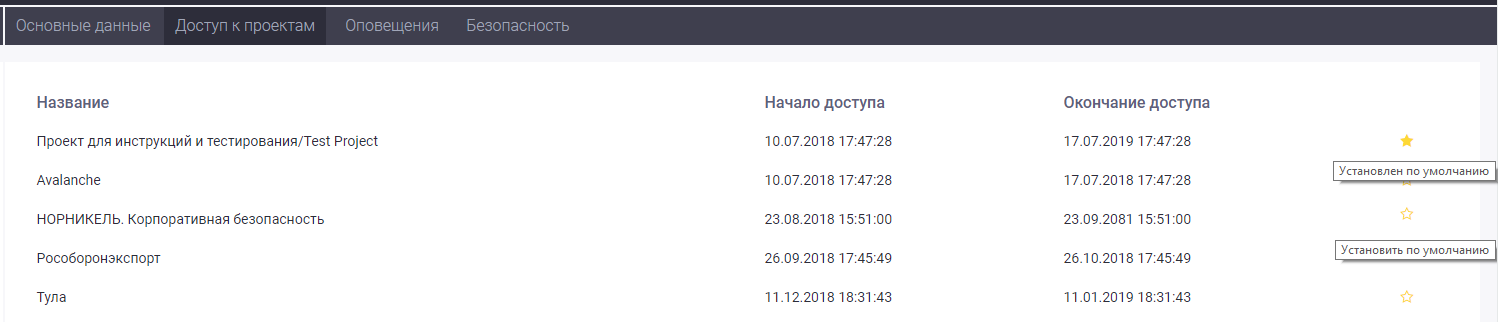 Основные данные Доступ к проектам Оповещения Безопасность
Название Начало доступа Окончание доступа
Проект для инструкций и тестирования/Test Project 10.07.2018 17:47:28 17.07.2019 17:47:28
Установлен по умолчанию
Avalanche 10.07.2018 17:47:28 17.07.2018 17:47:28
НОРНИКЕЛЬ. Корпоративная безопасность 23.08.2018 15:51:00 23.09.2081 15:51:00
Установить по умолчанию
Рособоронэкспорт 26.09.2018 17:45:49 26.10.2018 17:45:49
Тула 11.12.2018 18:31:43 11.01.2019 18:31:43